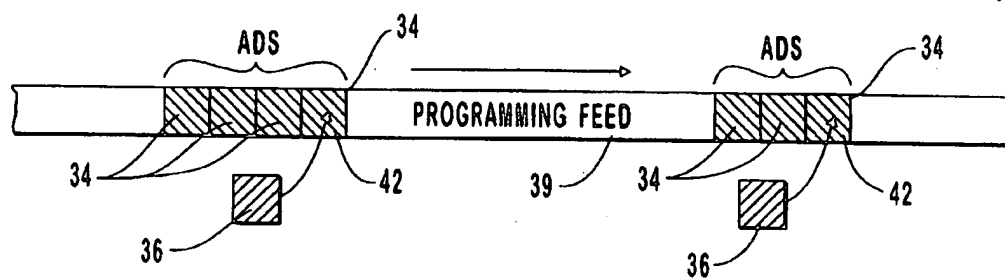 ADS 34 ADS 34
PROGRAMMING FEED
34 42 39 34 42
36 36